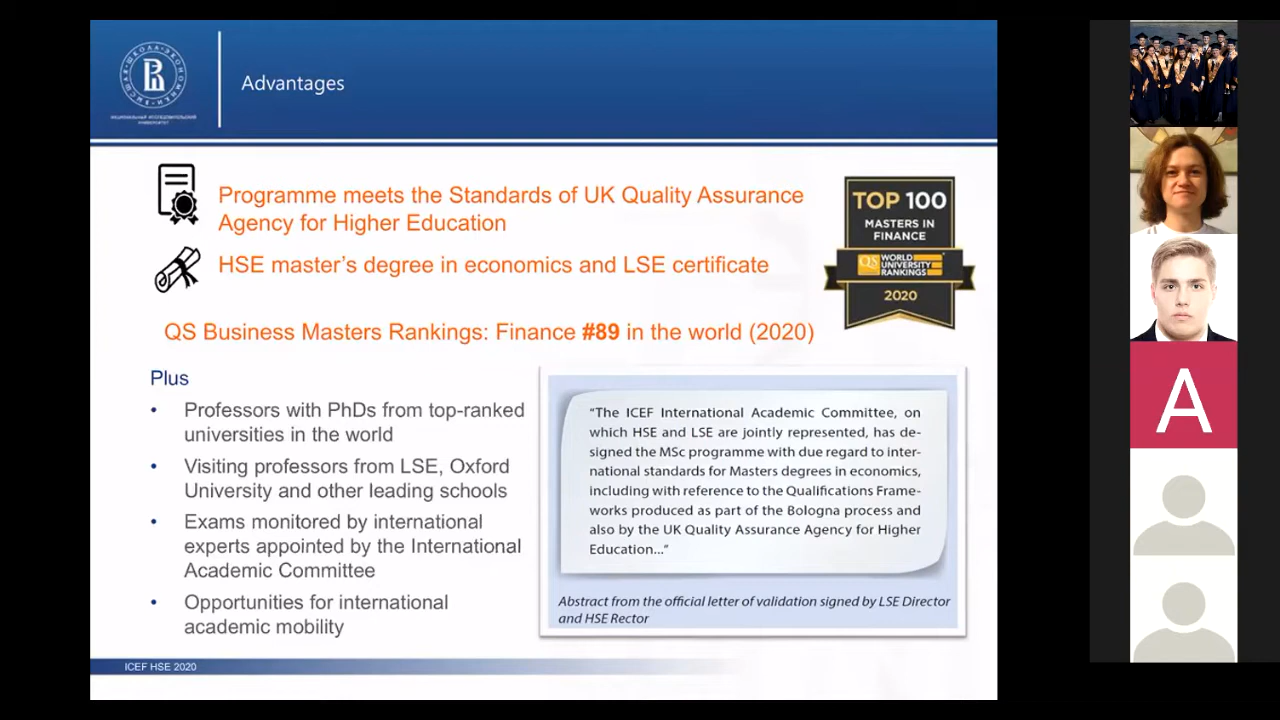 ВЫСШАЯ ШКОЛА ЭКОНОМИКИ
НАЦИОНАЛЬНЫЙ ИССЛЕДОВАТЕЛЬСКИЙ
УНИВЕРСИТЕТ
Advantages
Programme meets the Standards of UK Quality Assurance
Agency for Higher Education
HSE master’s degree in economics and LSE certificate
TOP 100
MASTERS IN
FINANCE
QS WORLD
UNIVERSITY
RANKINGS
2020
QS Business Masters Rankings: Finance #89 in the world (2020)
Plus
• Professors with PhDs from top-ranked
universities in the world
• Visiting professors from LSE, Oxford
University and other leading schools
• Exams monitored by international
experts appointed by the International
Academic Committee
• Opportunities for international
academic mobility
“The ICEF International Academic Committee, on
which HSE and LSE are jointly represented, has de-
signed the MSc programme with due regard to inter-
national standards for Masters degrees in economics,
including with reference to the Qualifications Frame-
works produced as part of the Bologna process and
also by the UK Quality Assurance Agency for Higher
Education...”
Abstract from the official letter of validation signed by LSE Director
and HSE Rector
ICEF HSE 2020
A